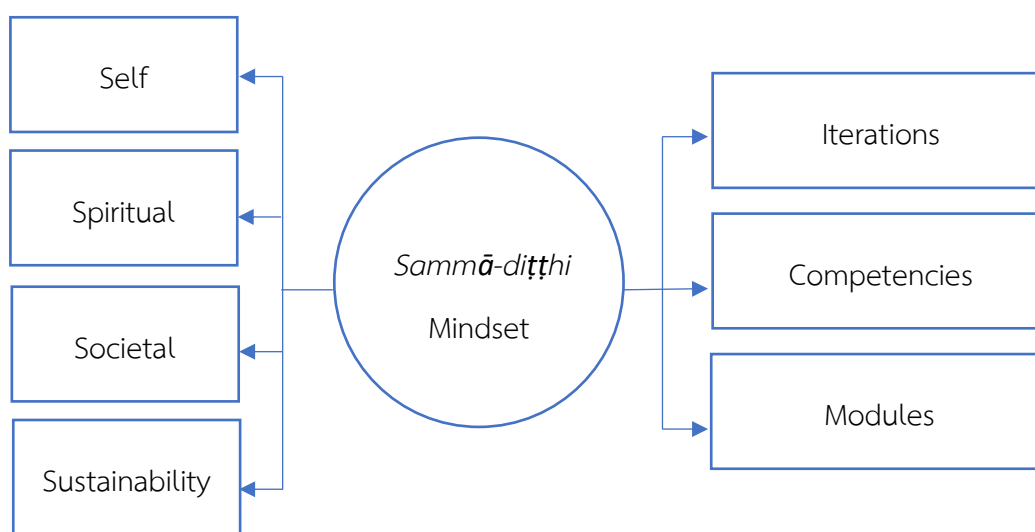 Self
Spiritual
Societal
Sustainability
Sammā-diṭṭhi
Mindset
Iterations
Competencies
Modules